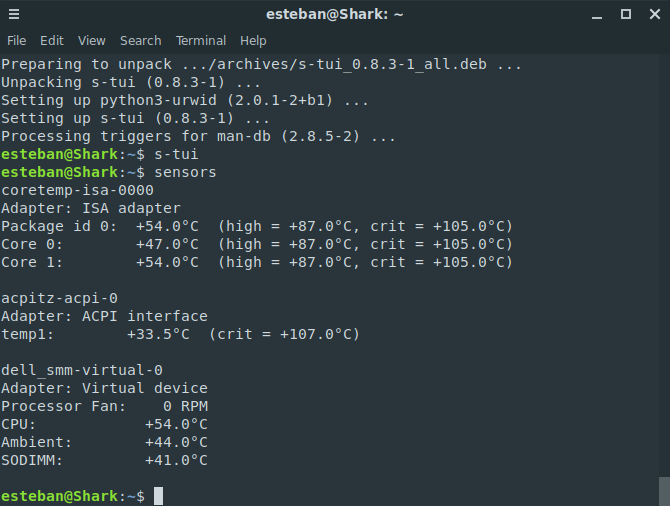 esteban@Shark: ~
File Edit View Search Terminal Help
Preparing to unpack .../archives/s-tui_0.8.3-1_all.deb ...
Unpacking s-tui (0.8.3-1) ...
Setting up python3-urwid (2.0.1-2+b1) ...
Setting up s-tui (0.8.3-1) ...
Processing triggers for man-db (2.8.5-2) ...
esteban@Shark:~$ s-tui
esteban@Shark:~$ sensors
coretemp-isa-0000
Adapter: ISA adapter
Package id 0:  +54.0°C  (high = +87.0°C, crit = +105.0°C)
Core 0:        +47.0°C  (high = +87.0°C, crit = +105.0°C)
Core 1:        +54.0°C  (high = +87.0°C, crit = +105.0°C)

acpitz-acpi-0
Adapter: ACPI interface
temp1:        +33.5°C  (crit = +107.0°C)

dell_smm-virtual-0
Adapter: Virtual device
Processor Fan:    0 RPM
CPU:            +54.0°C
Ambient:        +44.0°C
SODIMM:         +41.0°C

esteban@Shark:~$